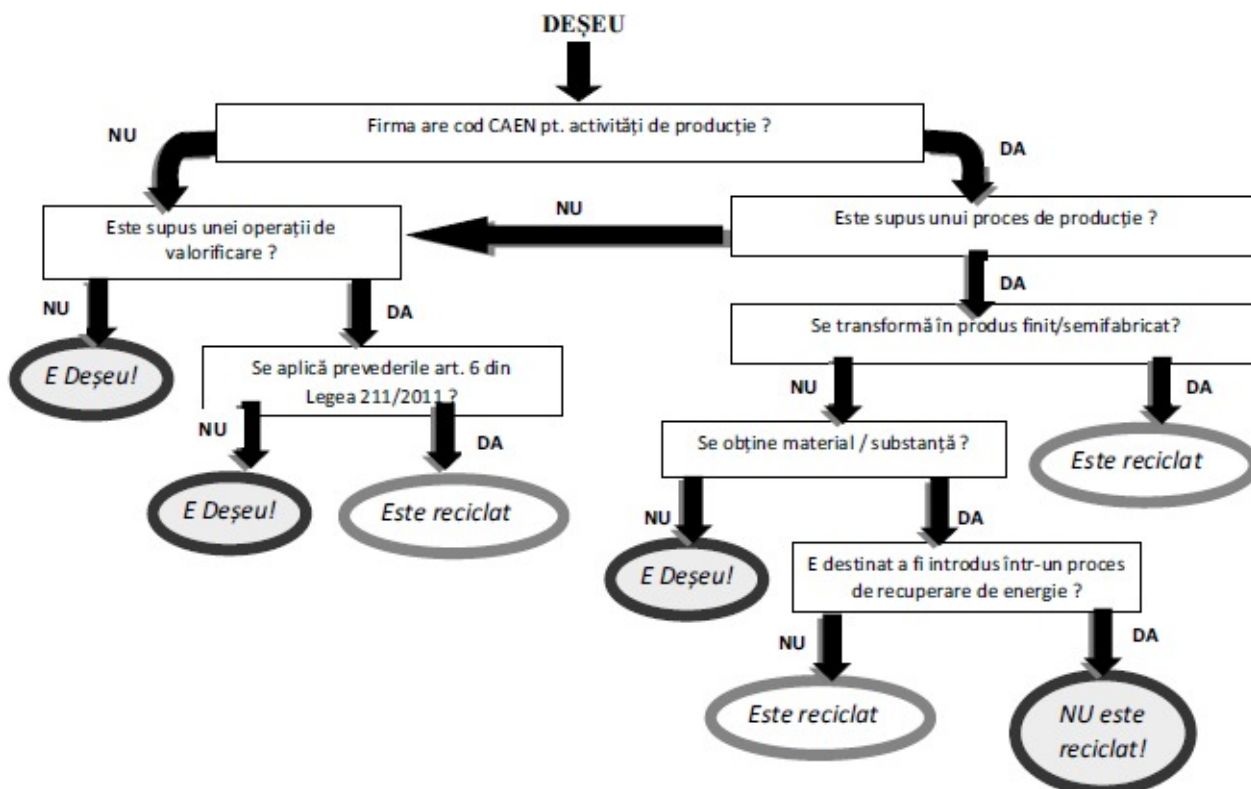 DEȘEU
Firma are cod CAEN pt. activități de producție ?
NU
DA
Este supus unei operații de
valorificare ?
NU
Este supus unui proces de producție ?
NU
DA
DA
Se transformă în produs finit/semifabricat?
E Deșeu!
Se aplică prevederile art. 6 din
Legea 211/2011 ?
NU
DA
NU
DA
Se obține material / substanță ?
Este reciclat
E Deșeu!
Este reciclat
NU
DA
E Deșeu!
E destinat a fi introdus într-un proces
de recuperare de energie ?
NU
DA
Este reciclat
NU este
reciclat!